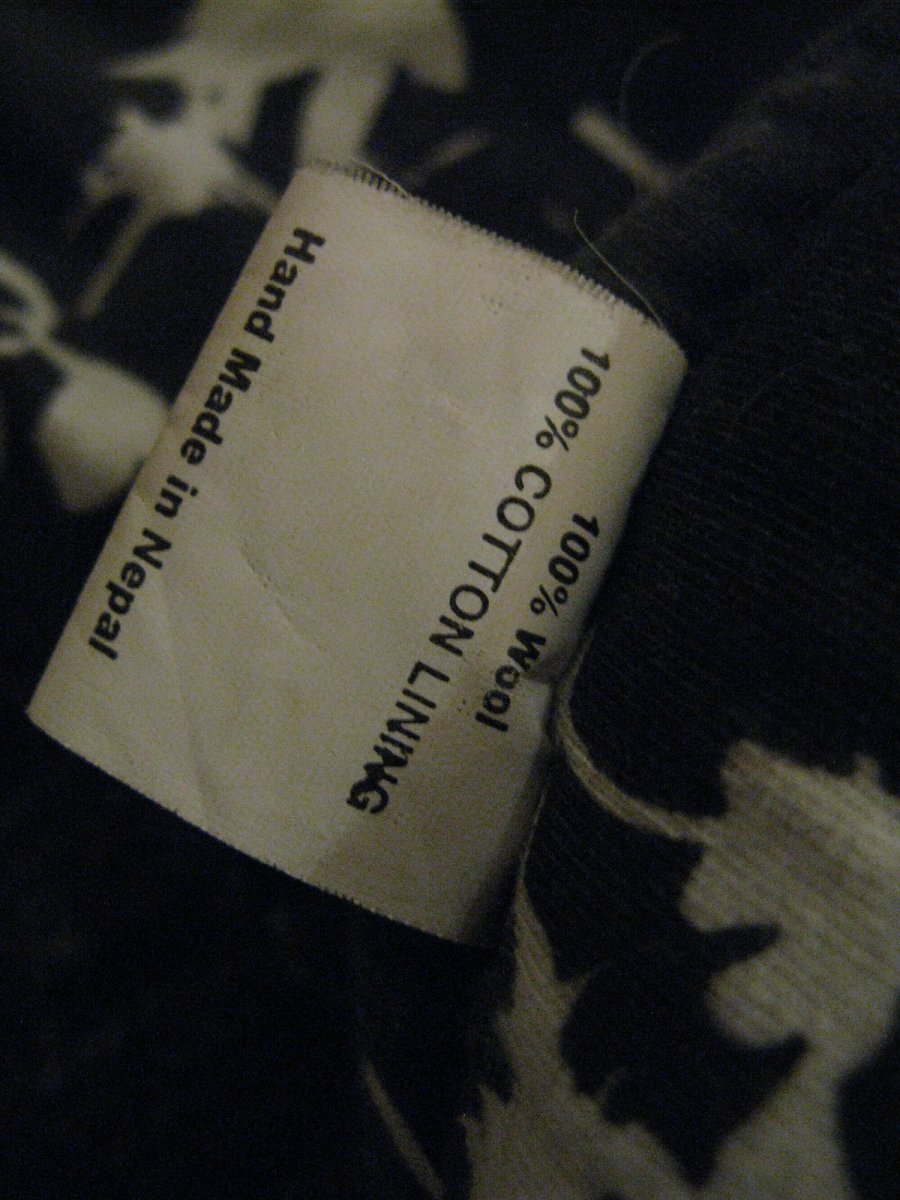 100% Wool
100% COTTON LINING
Hand Made in Nepal